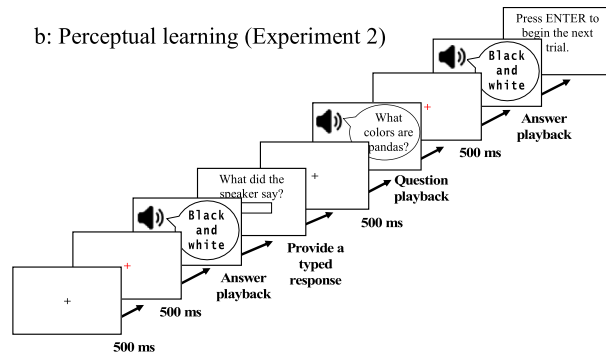 b: Perceptual learning (Experiment 2)
500 ms
500 ms
Black
and
white
Answer
playback
What did the
speaker say?
Provide a
typed
response
500 ms
What
colors are
pandas?
Question
playback
500 ms
Black
and
white
Answer
playback
Press ENTER to
begin the next
trial.